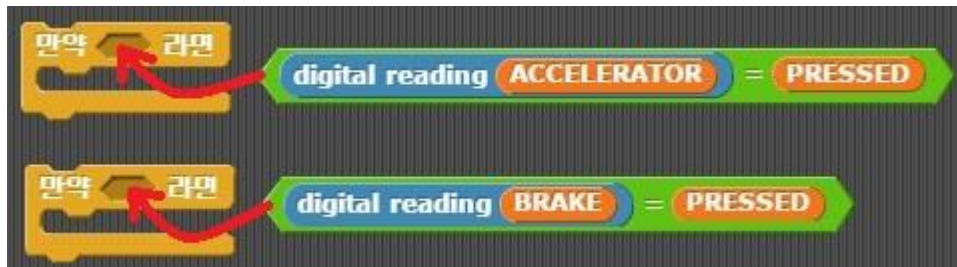 만약 라면
digital reading ACCELERATOR = PRESSED
만약 라면
digital reading BRAKE = PRESSED